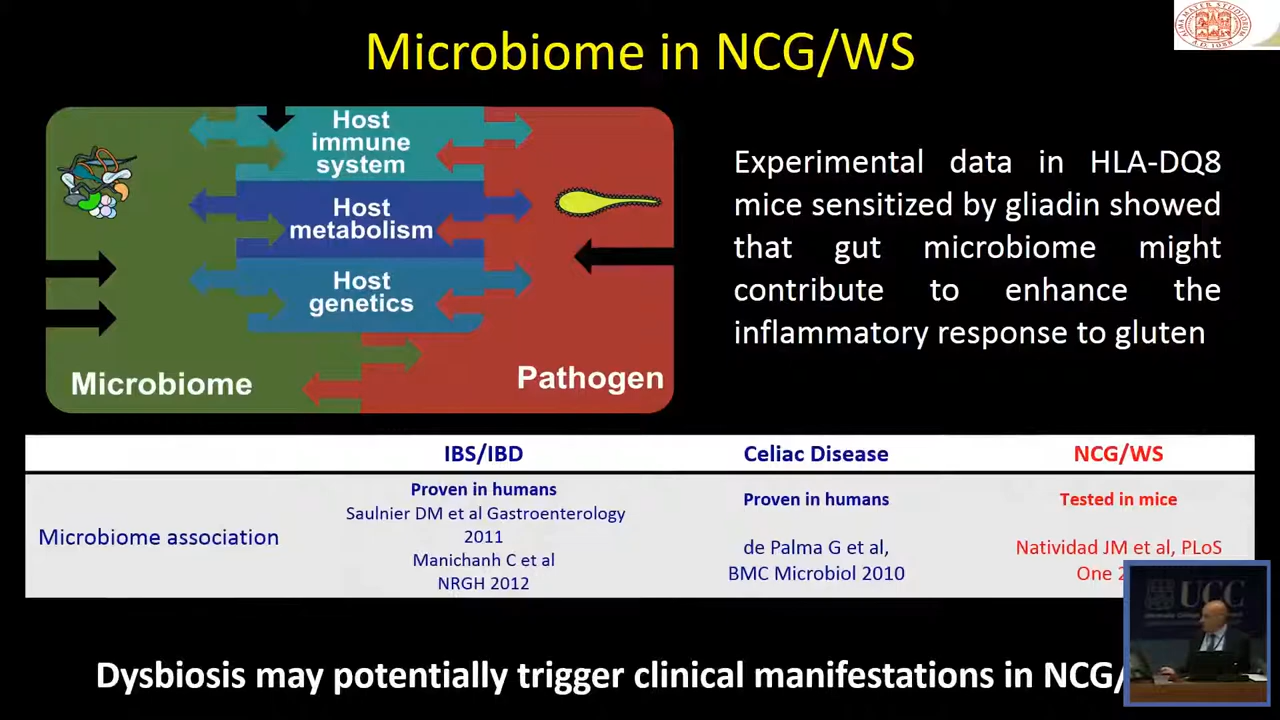 Microbiome in NCG/WS
Host
immune
system
Host
metabolism
Host
genetics
Microbiome
Pathogen
Experimental data in HLA-DQ8
mice sensitized by gliadin showed
that gut microbiome might
contribute to enhance the
inflammatory response to gluten
IBS/IBD
Celiac Disease
NCG/WS
Microbiome association
Proven in humans
Saulnier DM et al Gastroenterology
2011
Manichanh C et al
NRGH 2012
Proven in humans
de Palma G et al,
BMC Microbiol 2010
Tested in mice
Natividad JM et al, PLoS
One
Dysbiosis may potentially trigger clinical manifestations in NCG/
UCC